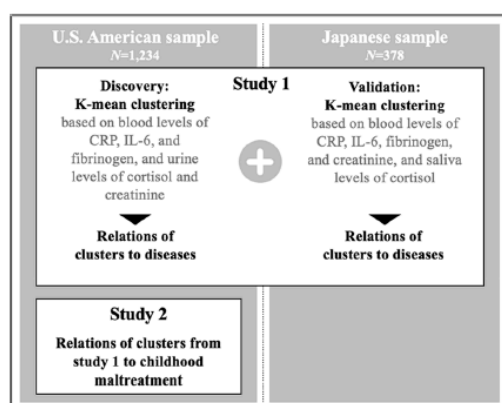 U.S. American sample
N=1,234
Japanese sample
N=378
Study 1
Discovery:
K-mean clustering
based on blood levels of
CRP, IL-6, and
fibrinogen, and urine
levels of cortisol and
creatinine
Relations of
clusters to diseases
Validation:
K-mean clustering
based on blood levels of
CRP, IL-6, fibrinogen,
and creatinine, and saliva
levels of cortisol
Relations of
clusters to diseases
Study 2
Relations of clusters from
study 1 to childhood
maltreatment